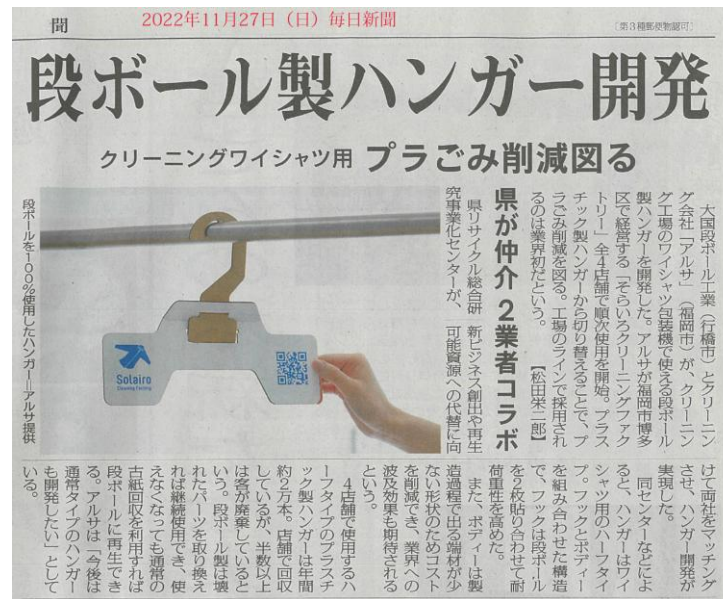 聞
2022年11月27日（日）毎日新聞
〔第３種郵便物認可〕
段ボール製ハンガー開発
クリーニングワイシャツ用 プラごみ削減図る
大国段ボール工業（行橋市）とクリーニン
グ会社「アルサ」（福岡市）が、クリーニン
グ工場のワイシャツ包装機で使える段ボール
製ハンガーを開発した。アルサが福岡市博多
区で経営する「そらいろクリーニングファク
トリー」全４店舗で順次使用を開始。プラス
チック製ハンガーから切り替えることで、プ
ラごみ削減を図る。工場のラインで採用され
るのは業界初だという。【松田栄二郎】
県が仲介 ２業者コラボ
県リサイクル総合研
究事業化センターが、
新ビジネス創出や再生
可能資源への代替に向
けて両社をマッチング
させ、ハンガー開発が
実現した。
同センターなどによ
ると、ハンガーはワイ
シャツ用のハーフタイ
プ。フックとボディー
を組み合わせた構造
で、フックは段ボール
を２枚貼り合わせて耐
荷重性を高めた。
また、ボディーは製
造過程で出る端材が少
ない形状のためコスト
を削減でき、業界への
波及効果も期待される
という。
４店舗で使用するハ
ーフタイプのプラスチ
ック製ハンガーは年間
約２万本。店舗で回収
しているが、半数以上
は客が廃棄していると
いう。段ボール製は壊
れたパーツを取り換え
れば継続使用でき、使
えなくなっても通常の
古紙回収を利用すれば
段ボールに再生でき
る。アルサは「今後は
通常タイプのハンガー
も開発したい」として
いる。
Solairo
Cleaning Factory
段ボールを１００％使用したハンガー＝アルサ提供